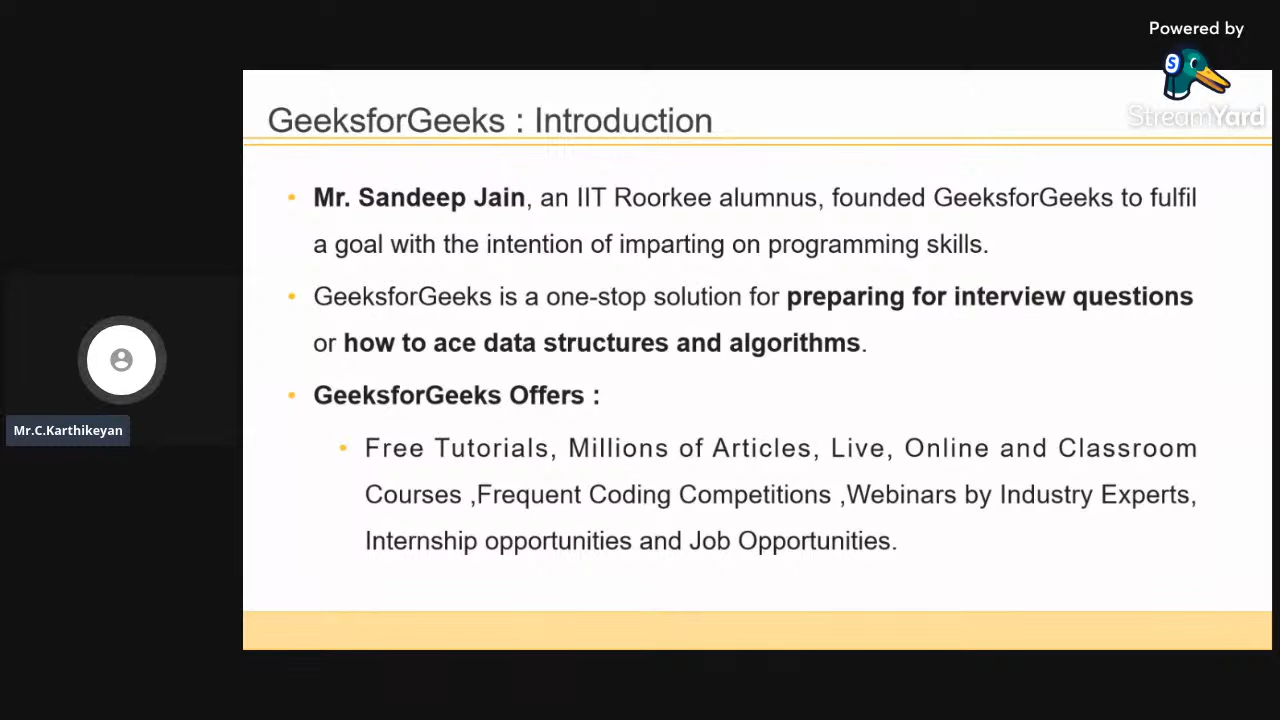 Powered by
S
StreamYard
GeeksforGeeks : Introduction
• Mr. Sandeep Jain, an IIT Roorkee alumnus, founded GeeksforGeeks to fulfil
a goal with the intention of imparting on programming skills.
• GeeksforGeeks is a one-stop solution for preparing for interview questions
or how to ace data structures and algorithms.
• GeeksforGeeks Offers :
• Free Tutorials, Millions of Articles, Live, Online and Classroom
Courses ,Frequent Coding Competitions ,Webinars by Industry Experts,
Internship opportunities and Job Opportunities.
Mr.C.Karthikeyan